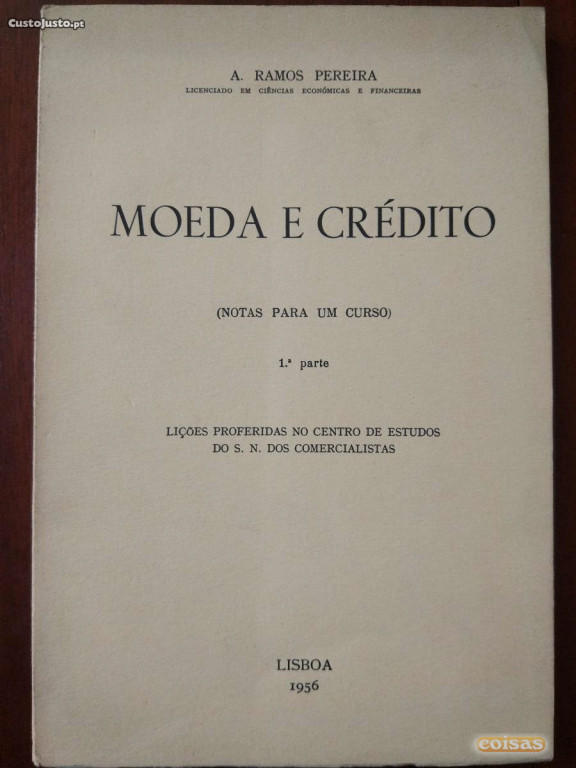 CustoJusto.pt
A. RAMOS PEREIRA
LICENCIADO EM CIÊNCIAS ECONÓMICAS E FINANCEIRAS
MOEDA E CRÉDITO
(NOTAS PARA UM CURSO)
1.ª parte
LIÇÕES PROFERIDAS NO CENTRO DE ESTUDOS
DO S. N. DOS COMERCIALISTAS
LISBOA
1956
coisas